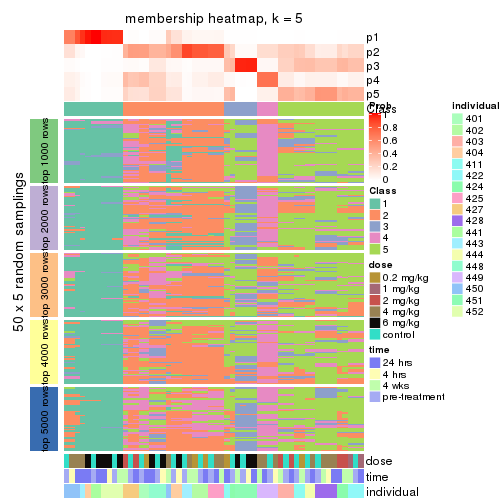 membership heatmap, k = 5
p1
p2
p3
p4
p5
Class
50 x 5 random samplings
top 1000 rows
top 2000 rows
top 3000 rows
top 4000 rows
top 5000 rows
dose
time
individual
Prob
1
0.8
0.6
0.4
0.2
0
Class
1
2
3
4
5
dose
0.2 mg/kg
1 mg/kg
2 mg/kg
4 mg/kg
6 mg/kg
control
time
24 hrs
4 hrs
4 wks
pre-treatment
individual
401
402
403
404
411
422
424
425
427
428
441
443
444
448
449
450
451
452